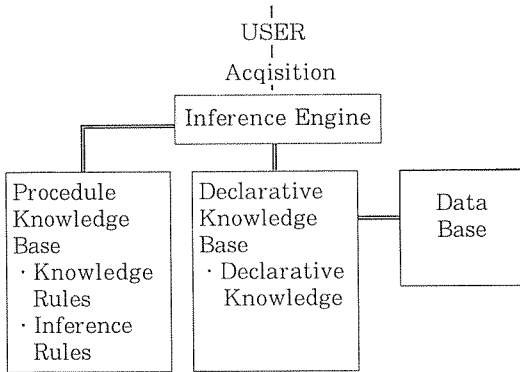 USER
Acqisition
Inference Engine
Procedule
Knowledge
Base
· Knowledge
Rules
· Inference
Rules
Declarative
Knowledge
Base
· Declarative
Knowledge
Data
Base